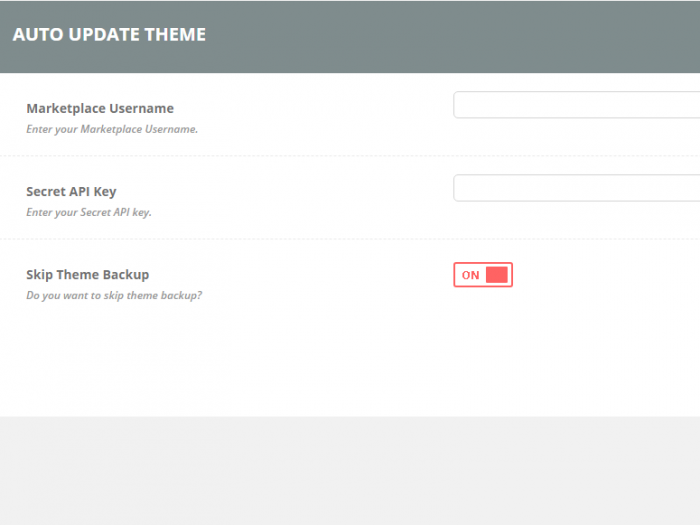 AUTO UPDATE THEME
Marketplace Username
Enter your Marketplace Username.
Secret API Key
Enter your Secret API key.
Skip Theme Backup
ON
Do you want to skip theme backup?